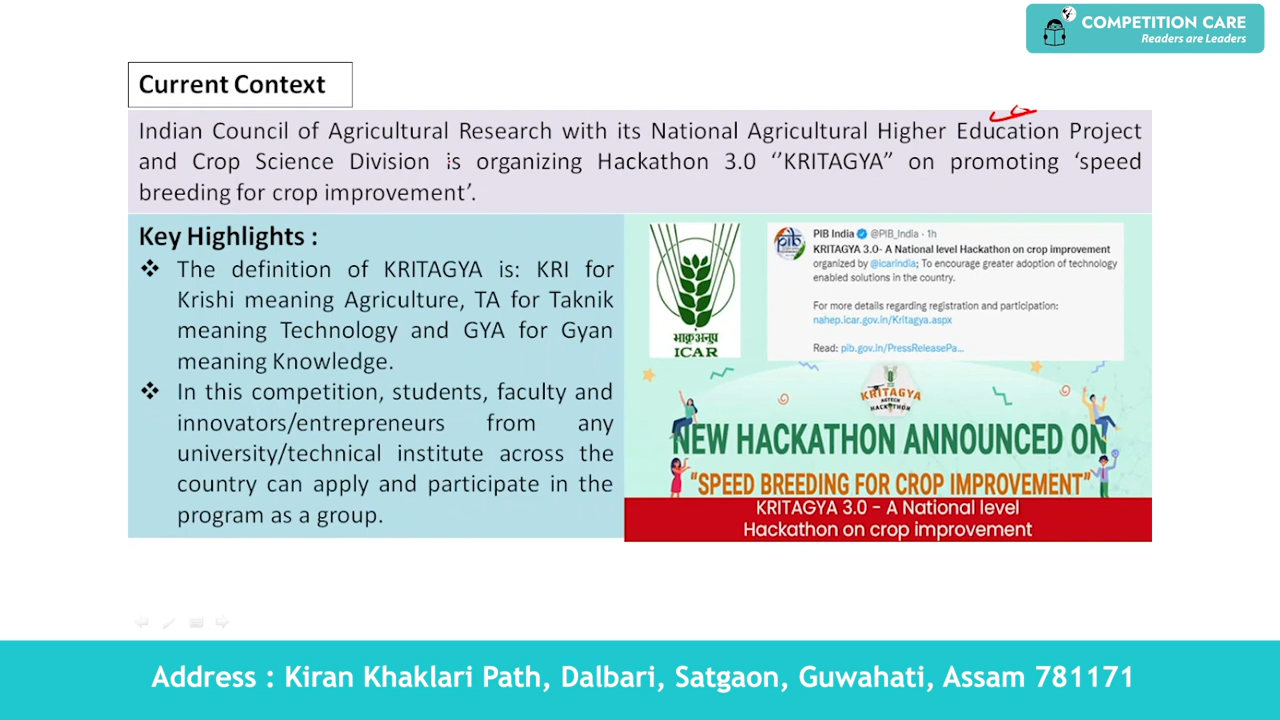 COMPETITION CARE
Readers are Leaders
Current Context
Indian Council of Agricultural Research with its National Agricultural Higher Education Project
and Crop Science Division is organizing Hackathon 3.0 ‘’KRITAGYA” on promoting ‘speed
breeding for crop improvement’.
Key Highlights :
❖ The definition of KRITAGYA is: KRI for
Krishi meaning Agriculture, TA for Taknik
meaning Technology and GYA for Gyan
meaning Knowledge.
❖ In this competition, students, faculty and
innovators/entrepreneurs from any
university/technical institute across the
country can apply and participate in the
program as a group.
भाकृअनुप
ICAR
PIB India @PIB_India · 1h
KRITAGYA 3.0- A National level Hackathon on crop improvement
organized by @icarindia; To encourage greater adoption of technology
enabled solutions in the country.
For more details regarding registration and participation:
nahep.icar.gov.in/Kritagya.aspx
Read: pib.gov.in/PressReleasePa...
KRITAGYA
AGTECH
HACKATHON
NEW HACKATHON ANNOUNCED ON
“SPEED BREEDING FOR CROP IMPROVEMENT”
KRITAGYA 3.0 - A National level
Hackathon on crop improvement
Address : Kiran Khaklari Path, Dalbari, Satgaon, Guwahati, Assam 781171